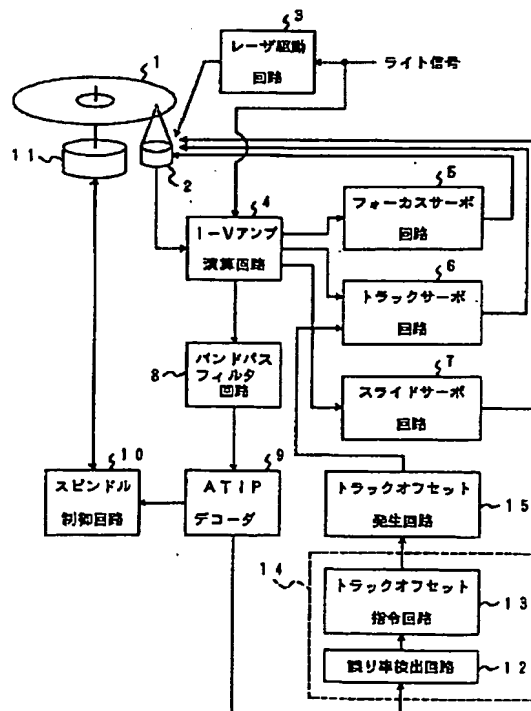 3
レーザ駆動
回路
ライト信号
1
11
2
4
I-Vアンプ
演算回路
5
フォーカスサーボ
回路
6
トラックサーボ
回路
8
バンドパス
フィルタ
回路
7
スライドサーボ
回路
10
スピンドル
制御回路
9
ATIP
デコーダ
トラックオフセット
発生回路
15
14
トラックオフセット
指令回路
13
誤り率検出回路
12